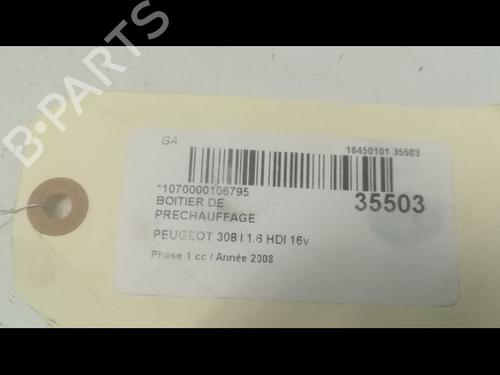 B-PARTS
GA
16450101 35503
*1070000106795
BOITIER DE
PRECHAUFFAGE
35503
PEUGEOT 308 I 1.6 HDI 16v
Phase 1 cc / Année 2008